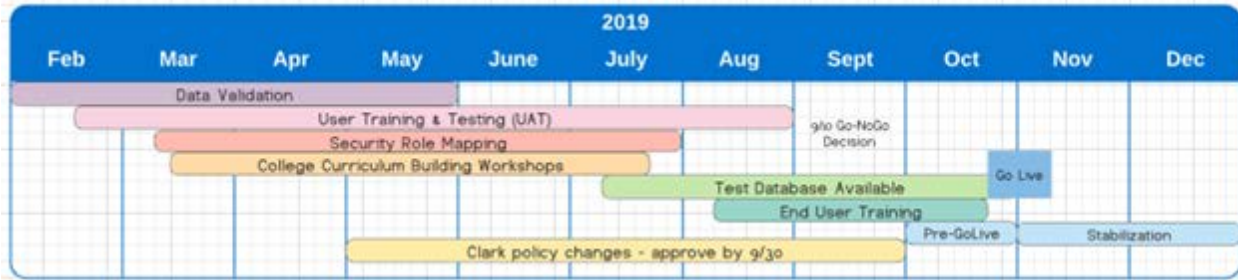 2019
Feb Mar Apr May June July Aug Sept Oct Nov Dec
Data Validation
User Training & Testing (UAT)
9/10 Go-NoGo
Decision
Security Role Mapping
College Curriculum Building Workshops
Go Live
Test Database Available
End User Training
Pre-GoLive
Stabilization
Clark policy changes - approve by 9/30